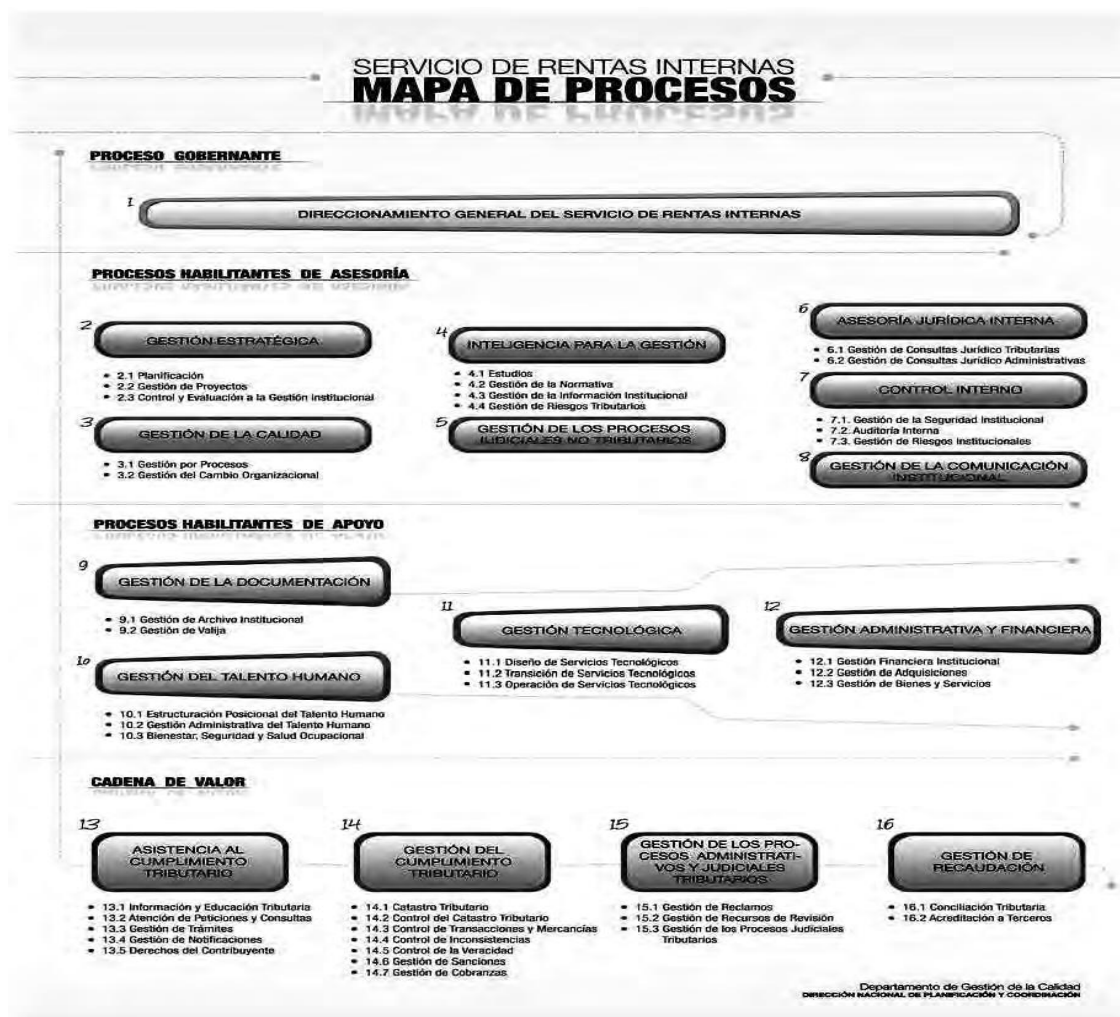 SERVICIO DE RENTAS INTERNAS
MAPA DE PROCESOS
PROCESO GOBERNANTE
1
DIRECCIONAMIENTO GENERAL DEL SERVICIO DE RENTAS INTERNAS
PROCESOS HABILITANTES DE ASESORÍA
2
GESTIÓN ESTRATÉGICA
• 2.1 Planificación
• 2.2 Gestión de Proyectos
• 2.3 Control y Evaluación a la Gestión Institucional
3
GESTIÓN DE LA CALIDAD
• 3.1 Gestión por Procesos
• 3.2 Gestión del Cambio Organizacional
4
INTELIGENCIA PARA LA GESTIÓN
• 4.1 Estudios
• 4.2 Gestión de la Normativa
• 4.3 Gestión de la Información Institucional
• 4.4 Gestión de Riesgos Tributarios
5
GESTIÓN DE LOS PROCESOS
JUDICIALES NO TRIBUTARIOS
6
ASESORÍA JURÍDICA INTERNA
• 6.1 Gestión de Consultas Jurídico Tributarias
• 6.2 Gestión de Consultas Jurídico Administrativas
7
CONTROL INTERNO
• 7.1. Gestión de la Seguridad Institucional
• 7.2. Auditoría Interna
• 7.3. Gestión de Riesgos Institucionales
8
GESTIÓN DE LA COMUNICACIÓN
INSTITUCIONAL
PROCESOS HABILITANTES DE APOYO
9
GESTIÓN DE LA DOCUMENTACIÓN
• 9.1 Gestión de Archivo Institucional
• 9.2 Gestión de Valija
10
GESTIÓN DEL TALENTO HUMANO
• 10.1 Estructuración Posicional del Talento Humano
• 10.2 Gestión Administrativa del Talento Humano
• 10.3 Bienestar, Seguridad y Salud Ocupacional
11
GESTIÓN TECNOLÓGICA
• 11.1 Diseño de Servicios Tecnológicos
• 11.2 Transición de Servicios Tecnológicos
• 11.3 Operación de Servicios Tecnológicos
12
GESTIÓN ADMINISTRATIVA Y FINANCIERA
• 12.1 Gestión Financiera Institucional
• 12.2 Gestión de Adquisiciones
• 12.3 Gestión de Bienes y Servicios
CADENA DE VALOR
13
ASISTENCIA AL
CUMPLIMIENTO
TRIBUTARIO
• 13.1 Información y Educación Tributaria
• 13.2 Atención de Peticiones y Consultas
• 13.3 Gestión de Trámites
• 13.4 Gestión de Notificaciones
• 13.5 Derechos del Contribuyente
14
GESTIÓN DEL
CUMPLIMIENTO
TRIBUTARIO
• 14.1 Catastro Tributario
• 14.2 Control del Catastro Tributario
• 14.3 Control de Transacciones y Mercancías
• 14.4 Control de Inconsistencias
• 14.5 Control de la Veracidad
• 14.6 Gestión de Sanciones
• 14.7 Gestión de Cobranzas
15
GESTIÓN DE LOS PRO-
CESOS ADMINISTRATI-
VOS Y JUDICIALES
TRIBUTARIOS
• 15.1 Gestión de Reclamos
• 15.2 Gestión de Recursos de Revisión
• 15.3 Gestión de los Procesos Judiciales
Tributarios
16
GESTIÓN DE
RECAUDACIÓN
• 16.1 Conciliación Tributaria
• 16.2 Acreditación a Terceros
Departamento de Gestión de la Calidad
DIRECCIÓN NACIONAL DE PLANIFICACIÓN Y COORDINACIÓN